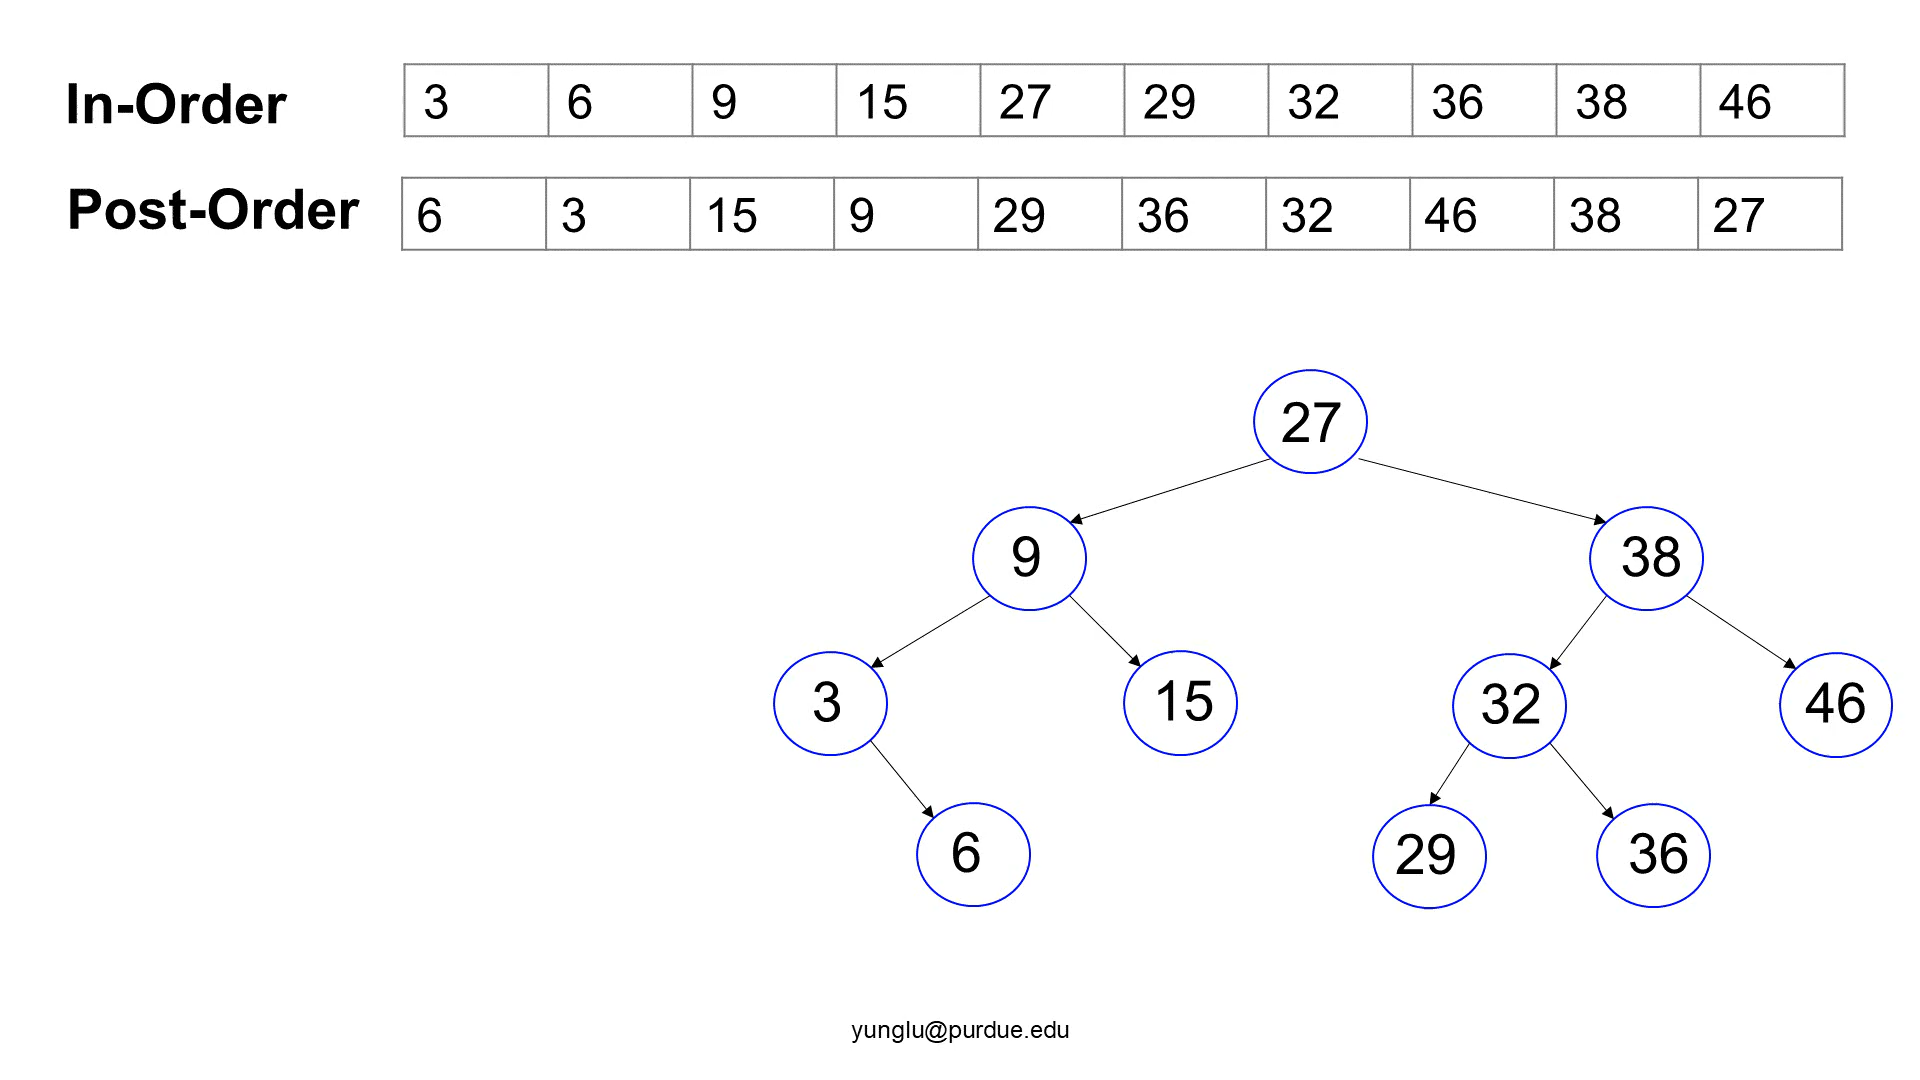 In-Order 3 6 9 15 27 29 32 36 38 46
Post-Order 6 3 15 9 29 36 32 46 38 27
27
9 38
3 15 32 46
6 29 36
yunglu@purdue.edu